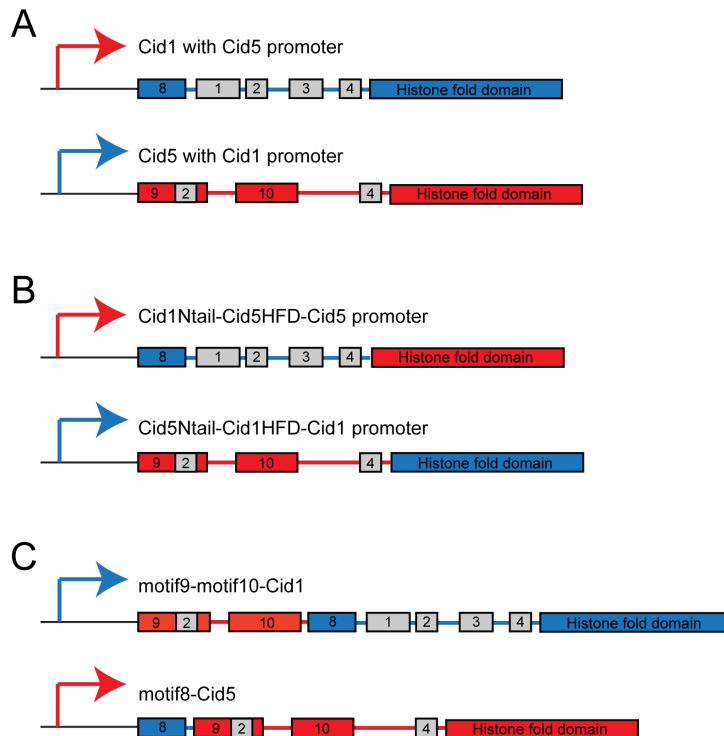 A
Cid1 with Cid5 promoter
8 1 2 3 4 Histone fold domain
Cid5 with Cid1 promoter
9 2 10 4 Histone fold domain
B
Cid1Ntail-Cid5HFD-Cid5 promoter
8 1 2 3 4 Histone fold domain
Cid5Ntail-Cid1HFD-Cid1 promoter
9 2 10 4 Histone fold domain
C
motif9-motif10-Cid1
9 2 10 8 1 2 3 4 Histone fold domain
motif8-Cid5
8 9 2 10 4 Histone fold domain